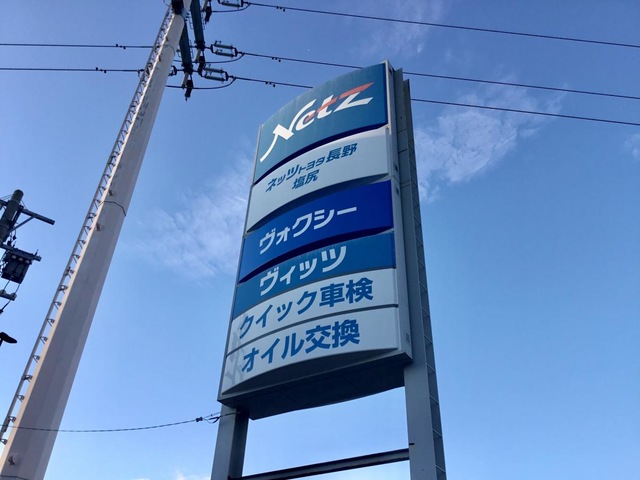 Netz
ネッツトヨタ長野
塩尻
ヴォクシー
ヴィッツ
クイック車検
オイル交換